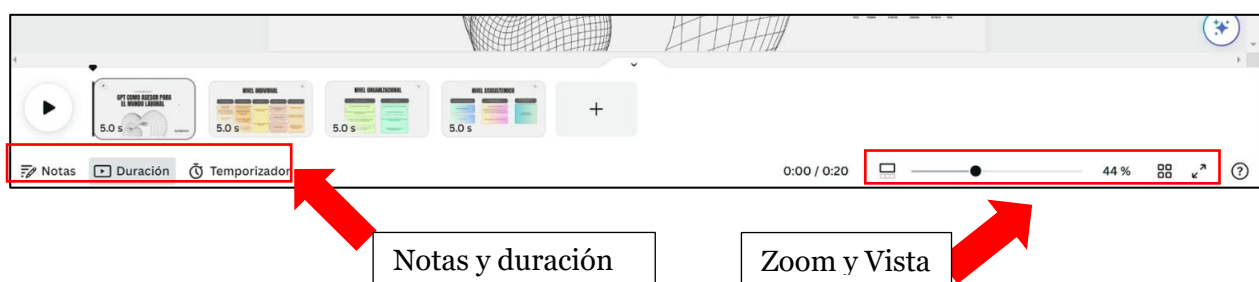 GPT COMO ASESOR PARA
EL MUNDO LABORAL
5.0 s
NIVEL INDIVIDUAL
5.0 s
NIVEL ORGANIZACIONAL
5.0 s
NIVEL ECOSISTEMICO
5.0 s
+
Notas
Duración
Temporizador
0:00 / 0:20
44 %
?
Notas y duración
Zoom y Vista